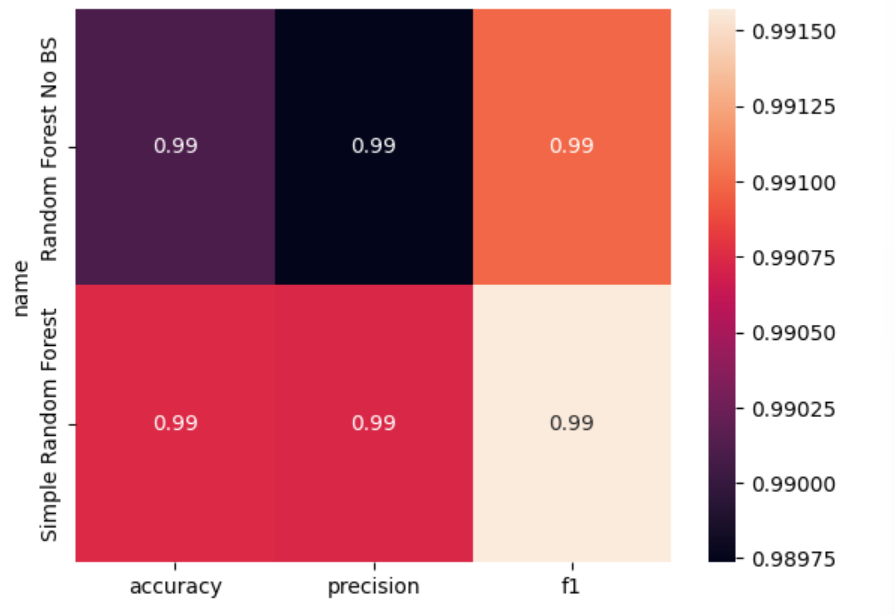 Random Forest No BS
Simple Random Forest
name
0.99 0.99 0.99
0.99 0.99 0.99
accuracy precision f1
0.99150
0.99125
0.99100
0.99075
0.99050
0.99025
0.99000
0.98975